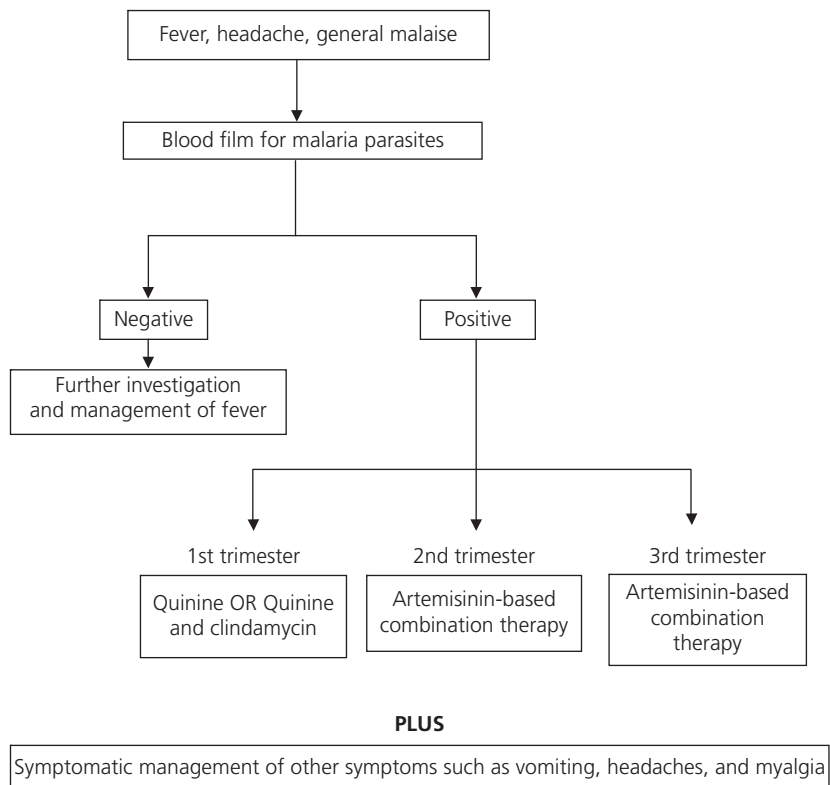 Fever, headache, general malaise
Blood film for malaria parasites
Negative
Positive
Further investigation
and management of fever
1st trimester
2nd trimester
3rd trimester
Quinine OR Quinine
and clindamycin
Artemisinin-based
combination therapy
Artemisinin-based
combination
therapy
PLUS
Symptomatic management of other symptoms such as vomiting, headaches, and myalgia